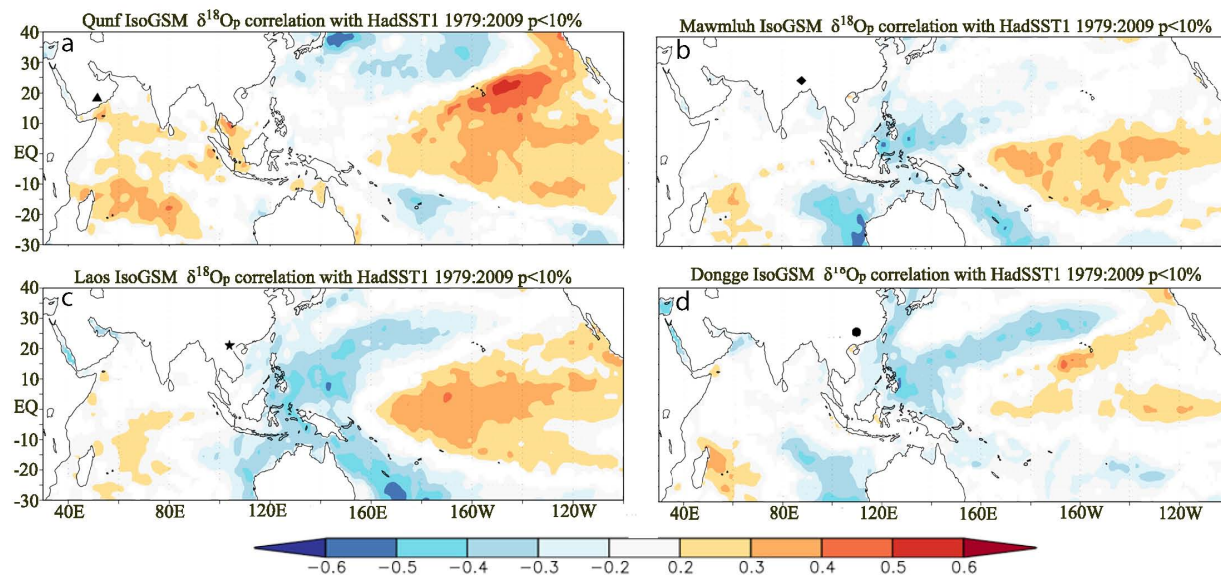 Qunf IsoGSM δ¹⁸Op correlation with HadSST1 1979:2009 p<10%
a
40
30
20
10
EQ
-10
-20
-30
Mawmluh IsoGSM δ¹⁸Op correlation with HadSST1 1979:2009 p<10%
b
Laos IsoGSM δ¹⁸Op correlation with HadSST1 1979:2009 p<10%
c
40
30
20
10
EQ
-10
-20
-30
40E 80E 120E 160E 160W 120W
Dongge IsoGSM δ¹⁸Op correlation with HadSST1 1979:2009 p<10%
d
40E 80E 120E 160E 160W 120W
-0.6 -0.5 -0.4 -0.3 -0.2 0.2 0.3 0.4 0.5 0.6